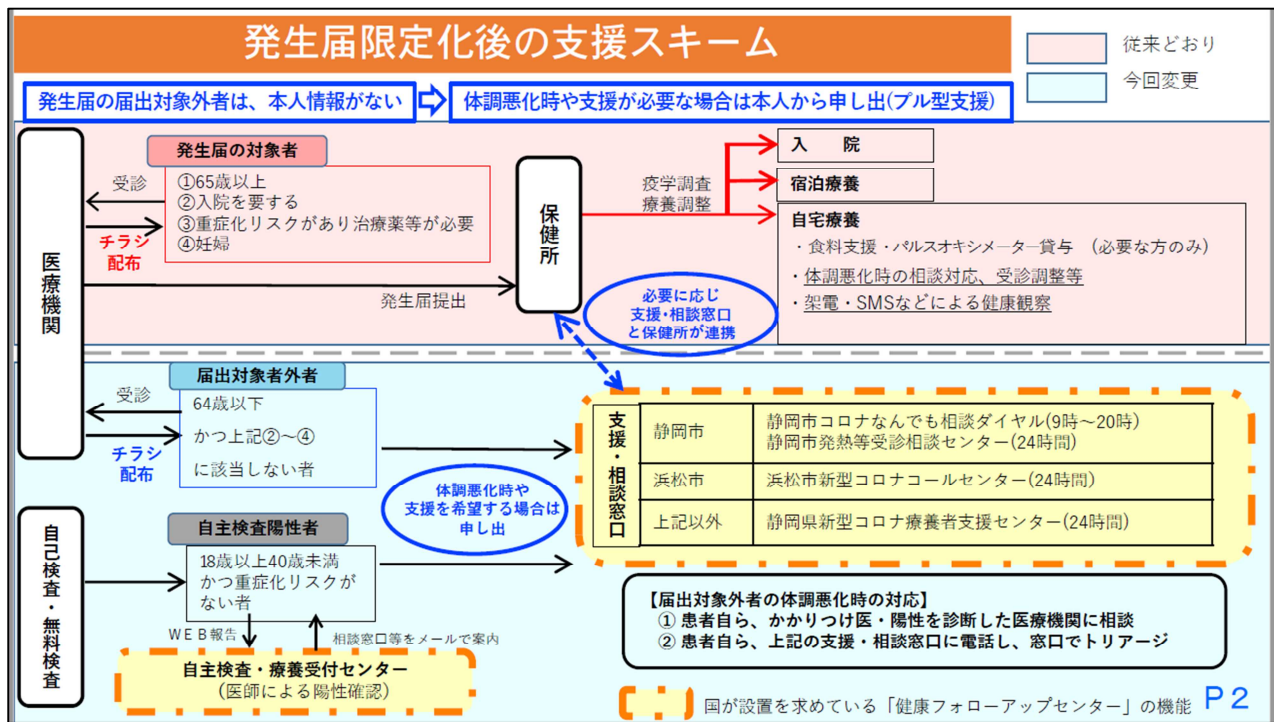 発生届限定化後の支援スキーム
従来どおり
今回変更
発生届の届出対象外者は、本人情報がない
体調悪化時や支援が必要な場合は本人から申し出(プル型支援)
医療機関
発生届の対象者
受診
①65歳以上
②入院を要する
③重症化リスクがあり治療薬等が必要
④妊婦
チラシ
配布
発生届提出
保健所
疫学調査
療養調整
入　院
宿泊療養
自宅療養
・食料支援・パルスオキシメーター貸与　(必要な方のみ)
・体調悪化時の相談対応、受診調整等
・架電・SMSなどによる健康観察
必要に応じ
支援・相談窓口
と保健所が連携
届出対象者外者
受診
64歳以下
かつ上記②～④
に該当しない者
チラシ
配布
体調悪化時や
支援を希望する場合は
申し出
支援・相談窓口
静岡市
静岡市コロナなんでも相談ダイヤル(9時～20時)
静岡市発熱等受診相談センター(24時間)
浜松市
浜松市新型コロナコールセンター(24時間)
上記以外
静岡県新型コロナ療養者支援センター(24時間)
自己検査・無料検査
自主検査陽性者
18歳以上40歳未満
かつ重症化リスクが
ない者
WEB報告
相談窓口等をメールで案内
自主検査・療養受付センター
(医師による陽性確認)
【届出対象外者の体調悪化時の対応】
① 患者自ら、かかりつけ医・陽性を診断した医療機関に相談
② 患者自ら、上記の支援・相談窓口に電話し、窓口でトリアージ
国が設置を求めている「健康フォローアップセンター」の機能
P2